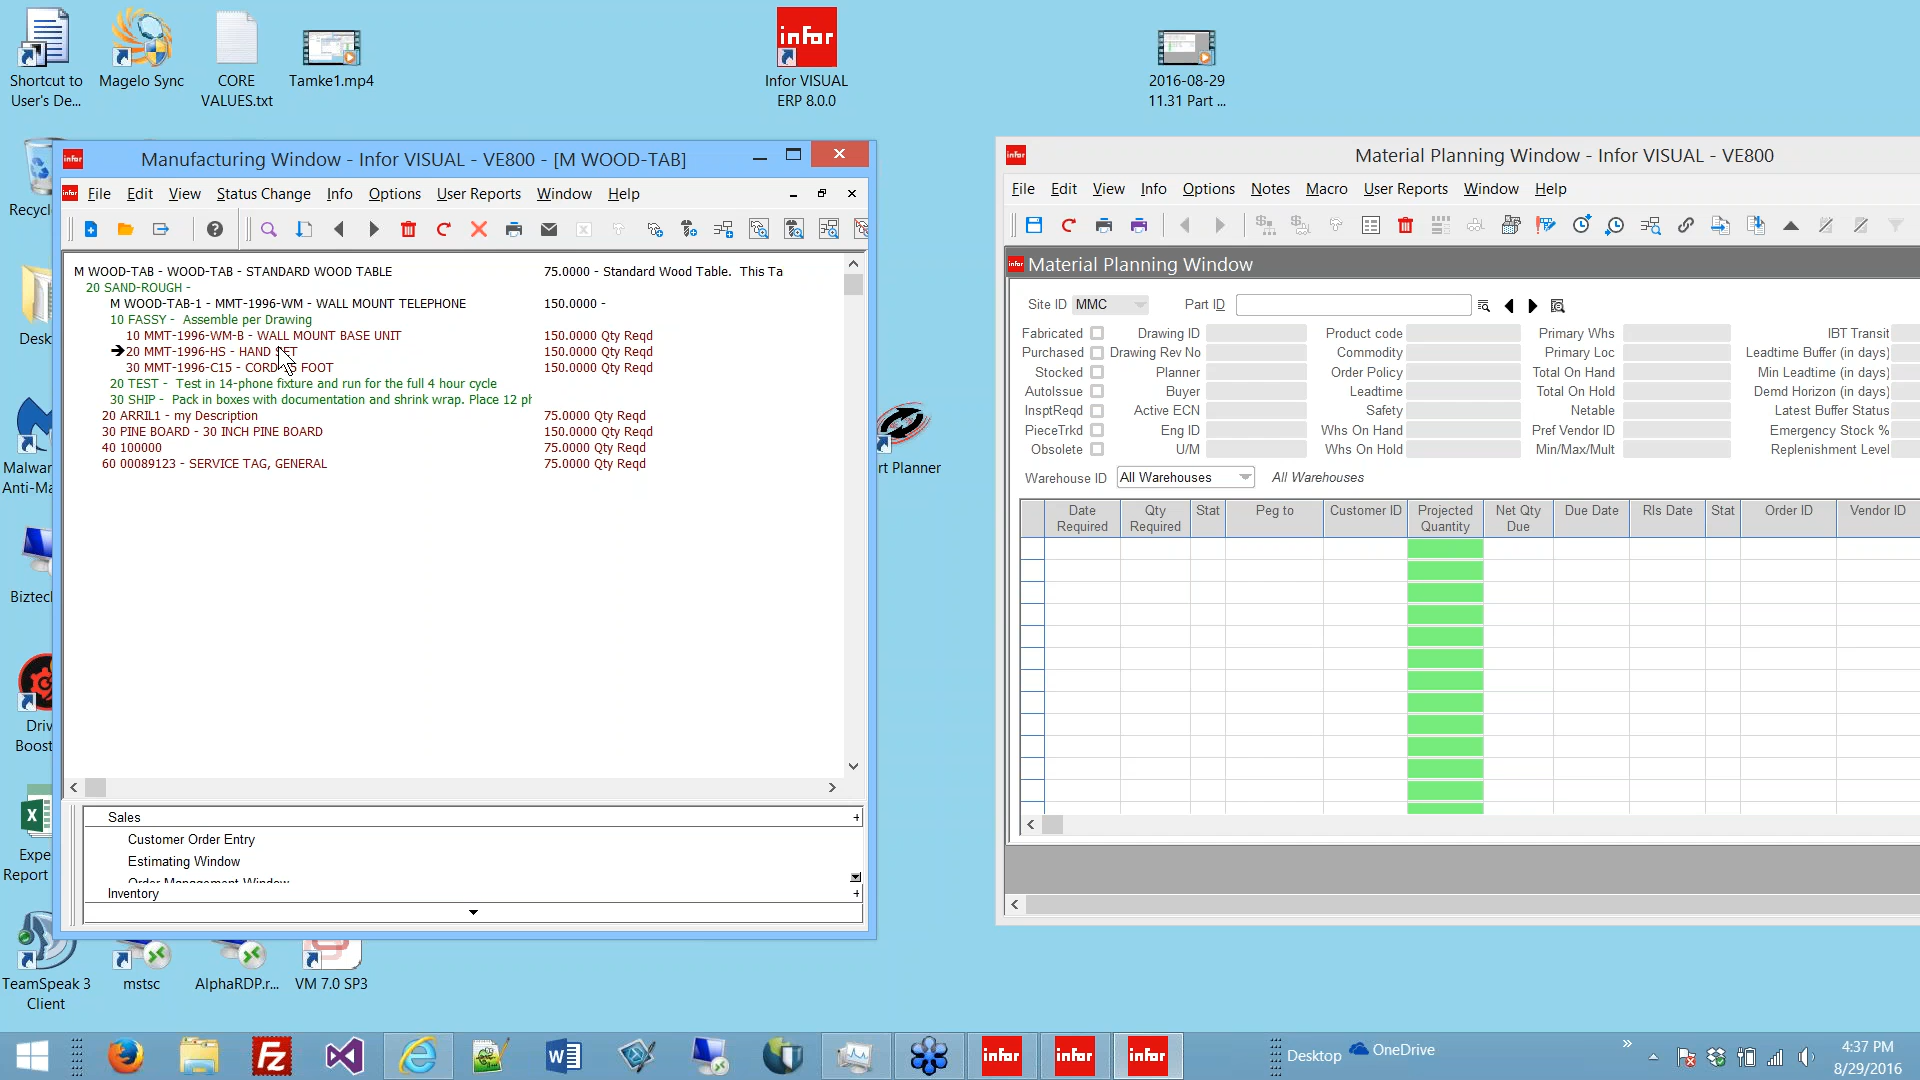 Shortcut to
User's De...
Magelo Sync
CORE
VALUES.txt
Tamke1.mp4
infor
Infor VISUAL
ERP 8.0.0
2016-08-29
11.31 Part ...
Recycl
Desk
Malwar
Anti-Ma
Biztec
Driv
Boost
Expe
Report
TeamSpeak 3
Client
mstsc
AlphaRDP.r...
VM 7.0 SP3
rt Planner
infor Manufacturing Window - Infor VISUAL - VE800 - [M WOOD-TAB]
infor File Edit View Status Change Info Options User Reports Window Help
M WOOD-TAB - WOOD-TAB - STANDARD WOOD TABLE 75.0000 - Standard Wood Table. This Ta
20 SAND-ROUGH -
M WOOD-TAB-1 - MMT-1996-WM - WALL MOUNT TELEPHONE 150.0000 -
10 FASSY - Assemble per Drawing
10 MMT-1996-WM-B - WALL MOUNT BASE UNIT 150.0000 Qty Reqd
20 MMT-1996-HS - HAND SET 150.0000 Qty Reqd
30 MMT-1996-C15 - CORD FOOT 150.0000 Qty Reqd
20 TEST - Test in 14-phone fixture and run for the full 4 hour cycle
30 SHIP - Pack in boxes with documentation and shrink wrap. Place 12 ph
20 ARRIL1 - my Description 75.0000 Qty Reqd
30 PINE BOARD - 30 INCH PINE BOARD 150.0000 Qty Reqd
40 100000 75.0000 Qty Reqd
60 00089123 - SERVICE TAG, GENERAL 75.0000 Qty Reqd
Sales +
Customer Order Entry
Estimating Window
Order Management Window
Inventory +
infor Material Planning Window - Infor VISUAL - VE800
File Edit View Info Options Notes Macro User Reports Window Help
infor Material Planning Window
Site ID MMC Part ID
Fabricated Drawing ID Product code Primary Whs IBT Transit
Purchased Drawing Rev No Commodity Primary Loc Leadtime Buffer (in days)
Stocked Planner Order Policy Total On Hand Min Leadtime (in days)
AutoIssue Buyer Leadtime Total On Hold Demd Horizon (in days)
InsptReqd Active ECN Safety Netable Latest Buffer Status
PieceTrkd Eng ID Whs On Hand Pref Vendor ID Emergency Stock %
Obsolete U/M Whs On Hold Min/Max/Mult Replenishment Level
Warehouse ID All Warehouses All Warehouses
Date Required Qty Required Stat Peg to Customer ID Projected Quantity Net Qty Due Due Date Rls Date Stat Order ID Vendor ID
infor infor infor
Desktop OneDrive
4:37 PM
8/29/2016